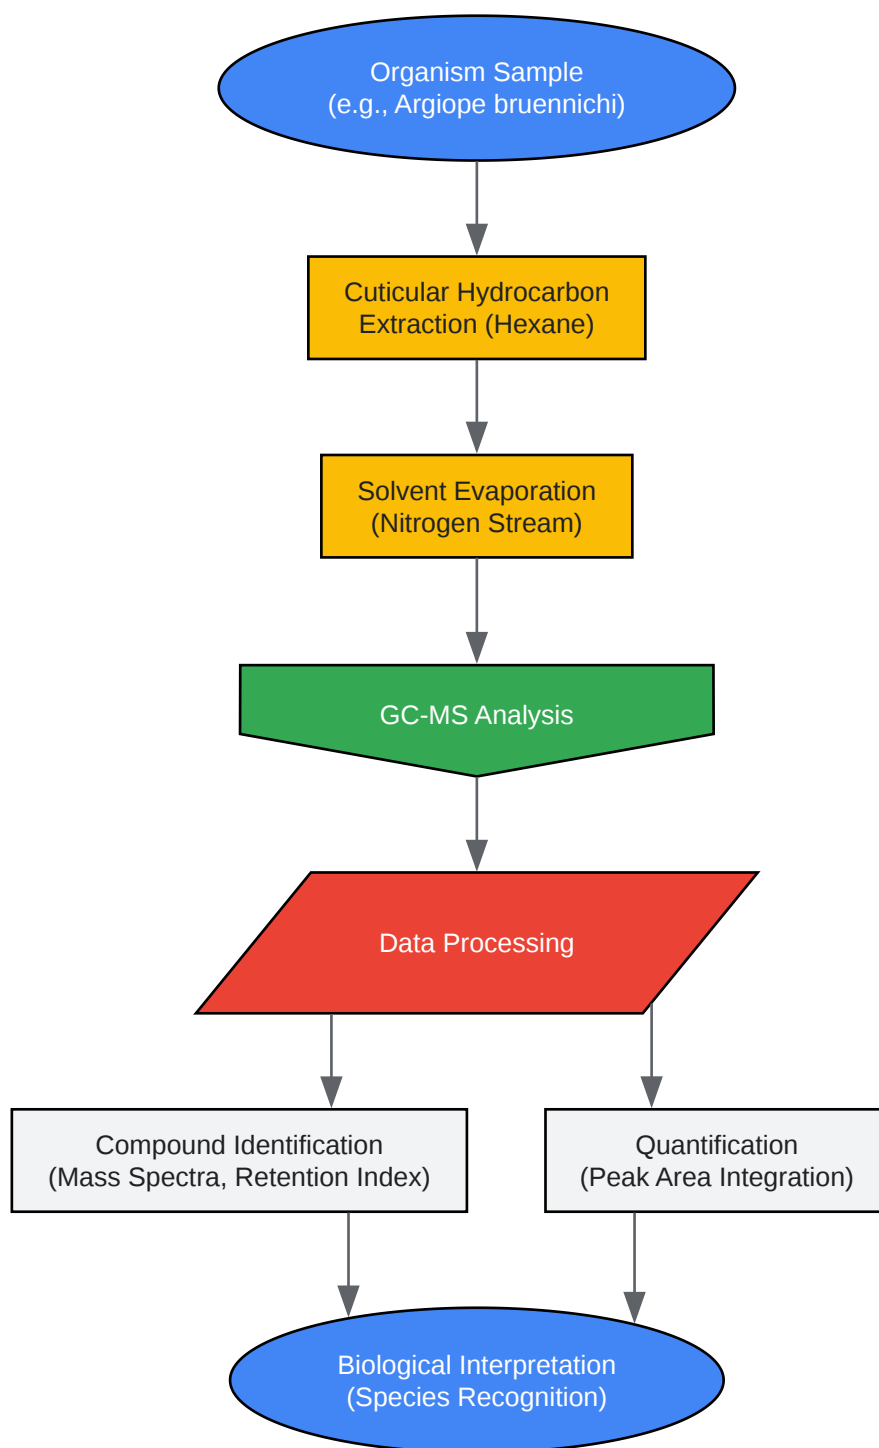 Organism Sample
(e.g., Argiope bruennichi)
Cuticular Hydrocarbon
Extraction (Hexane)
Solvent Evaporation
(Nitrogen Stream)
GC-MS Analysis
Data Processing
Compound Identification
(Mass Spectra, Retention Index)
Quantification
(Peak Area Integration)
Biological Interpretation
(Species Recognition)